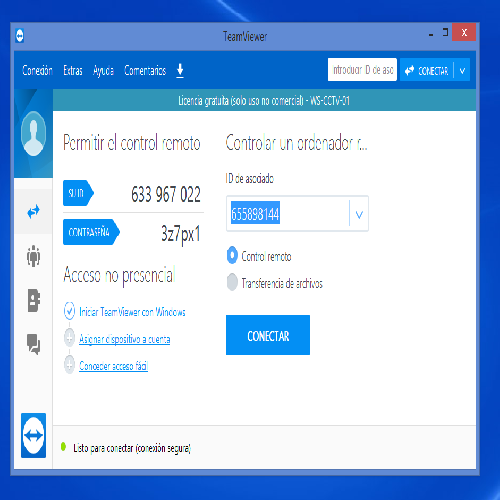 TeamViewer
Conexión Extras Ayuda Comentarios
Introducir ID de aso
CONECTAR
Licencia gratuita (solo uso no comercial) - WS-CCTV-01
Permitir el control remoto
SU ID 633 967 022
CONTRASEÑA 3z7px1
Acceso no presencial
Iniciar TeamViewer con Windows
Asignar dispositivo a cuenta
Conceder acceso fácil
Controlar un ordenador r...
ID de asociado
655898144
Control remoto
Transferencia de archivos
CONECTAR
Listo para conectar (conexión segura)